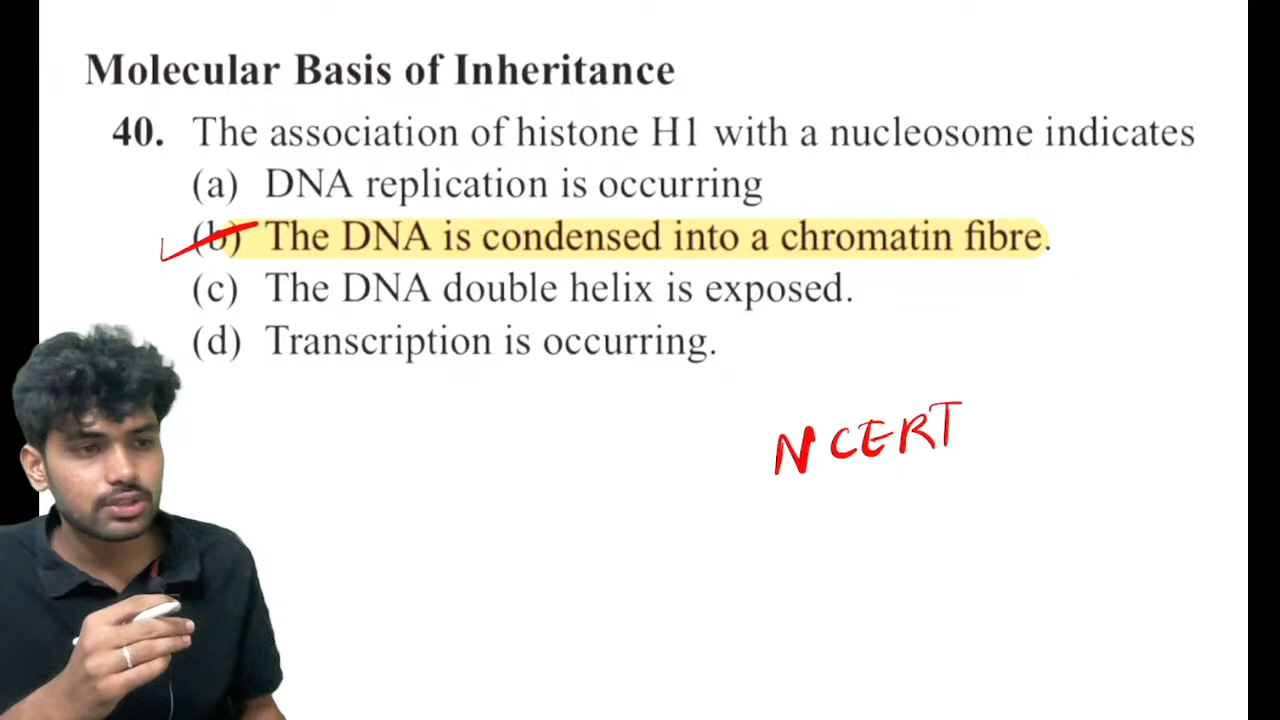 Molecular Basis of Inheritance
40. The association of histone H1 with a nucleosome indicates
(a) DNA replication is occurring
(b) The DNA is condensed into a chromatin fibre.
(c) The DNA double helix is exposed.
(d) Transcription is occurring.
NCERT